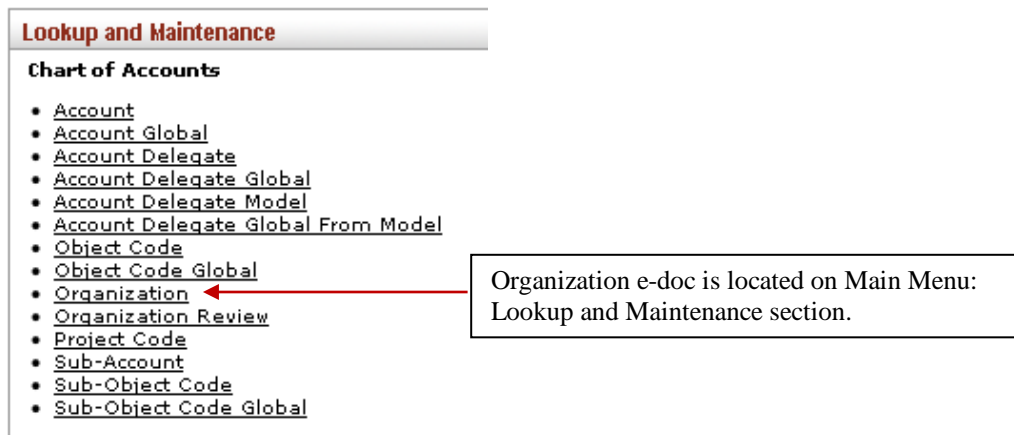 Lookup and Maintenance
Chart of Accounts
• Account
• Account Global
• Account Delegate
• Account Delegate Global
• Account Delegate Model
• Account Delegate Global From Model
• Object Code
• Object Code Global
• Organization
• Organization Review
• Project Code
• Sub-Account
• Sub-Object Code
• Sub-Object Code Global
Organization e-doc is located on Main Menu:
Lookup and Maintenance section.